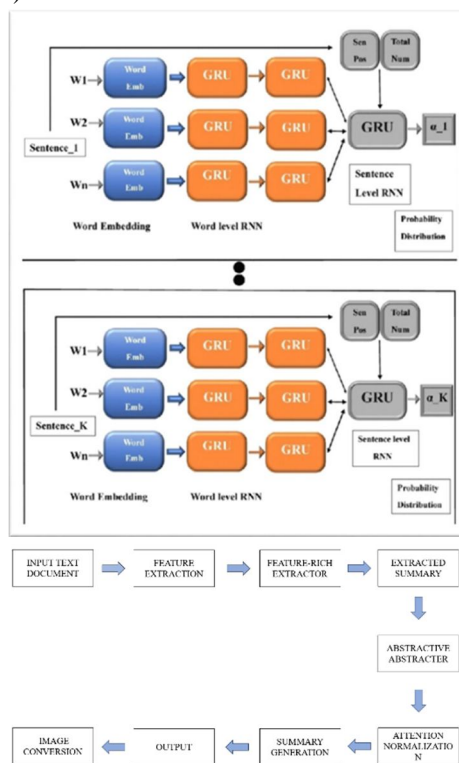 )
Sen Pos
Total Num
Word Emb
GRU
GRU
W1
W2
Word Emb
GRU
GRU
GRU
α_1
Sentence_1
Wn
Word Emb
GRU
GRU
Sentence Level RNN
Word Embedding
Word level RNN
Probability Distribution
Sen Pos
Total Num
W1
Word Emb
GRU
GRU
W2
Word Emb
GRU
GRU
GRU
α_K
Sentence_K
Wn
Word Emb
GRU
GRU
Sentence level RNN
Word Embedding
Word level RNN
Probability Distribution
INPUT TEXT DOCUMENT
FEATURE EXTRACTION
FEATURE-RICH EXTRACTOR
EXTRACTED SUMMARY
ABSTRACTIVE ABSTRACTER
IMAGE CONVERSION
OUTPUT
SUMMARY GENERATION
ATTENTION NORMALIZATIO N